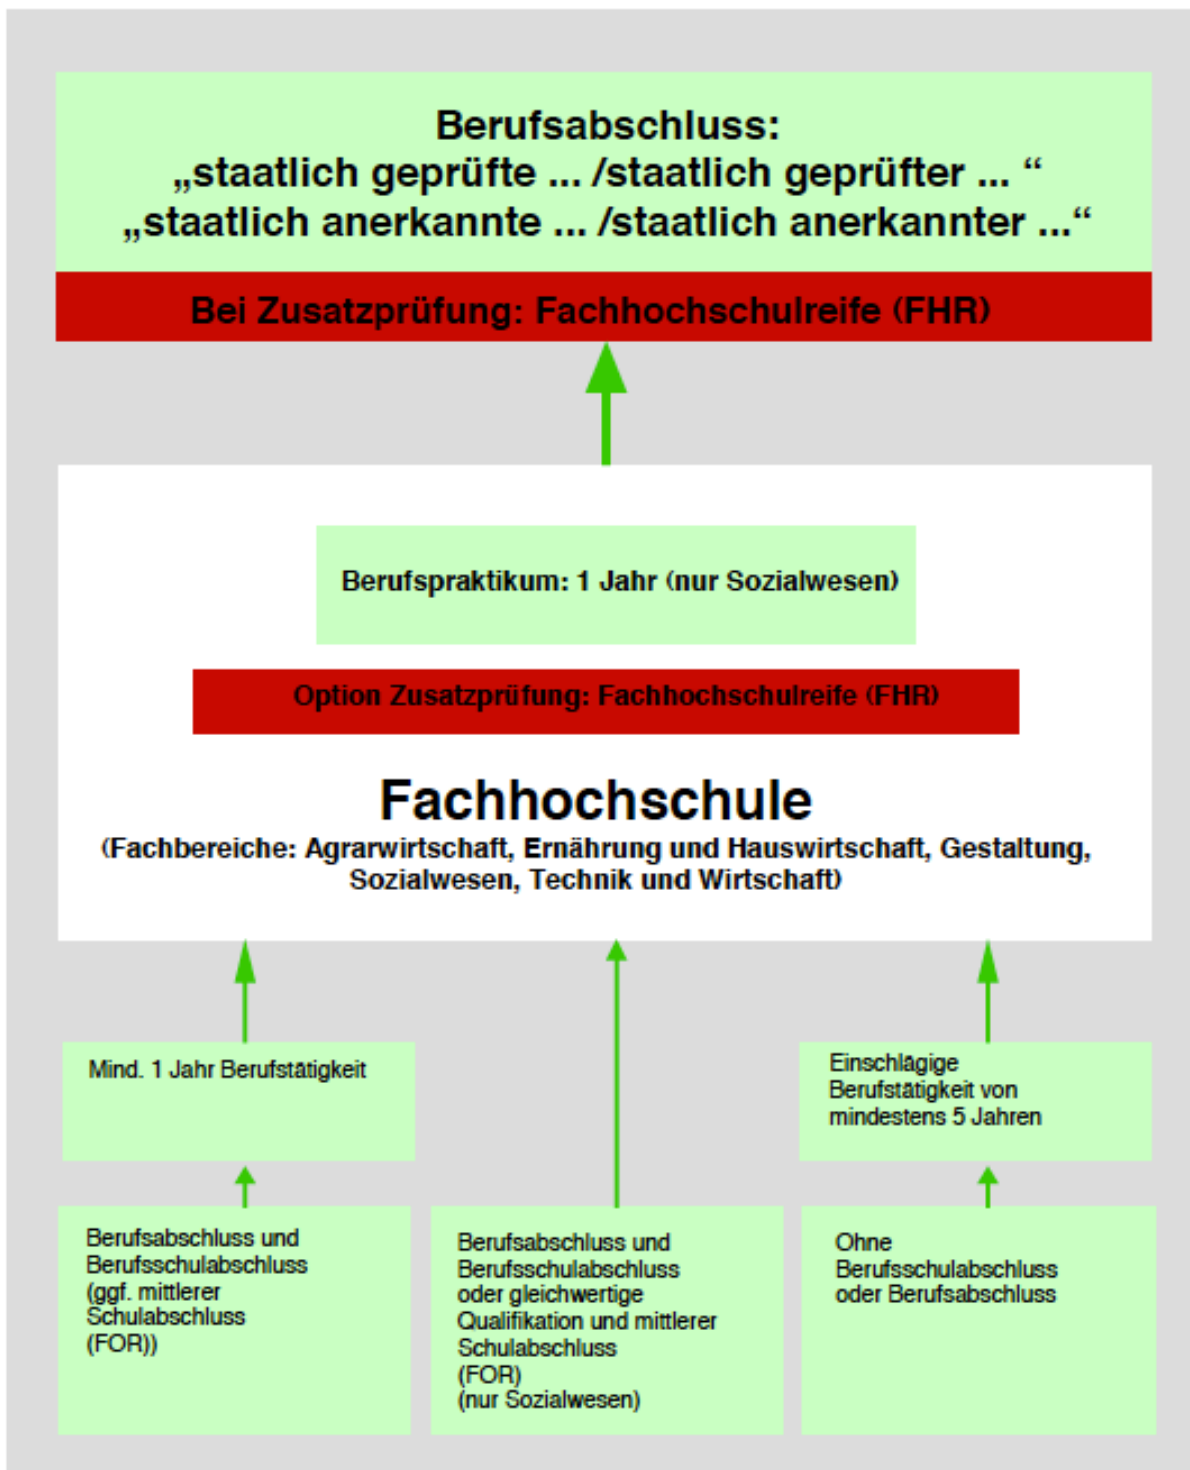 Berufsabschluss:
„staatlich geprüfte ... /staatlich geprüfter ... “
„staatlich anerkannte ... /staatlich anerkannter ...“
Bei Zusatzprüfung: Fachhochschulreife (FHR)
Berufspraktikum: 1 Jahr (nur Sozialwesen)
Option Zusatzprüfung: Fachhochschulreife (FHR)
Fachhochschule
(Fachbereiche: Agrarwirtschaft, Ernährung und Hauswirtschaft, Gestaltung,
Sozialwesen, Technik und Wirtschaft)
Mind. 1 Jahr Berufstätigkeit
Einschlägige
Berufstätigkeit von
mindestens 5 Jahren
Berufsabschluss und
Berufsschulabschluss
(ggf. mittlerer
Schulabschluss
(FOR))
Berufsabschluss und
Berufsschulabschluss
oder gleichwertige
Qualifikation und mittlerer
Schulabschluss
(FOR)
(nur Sozialwesen)
Ohne
Berufsschulabschluss
oder Berufsabschluss